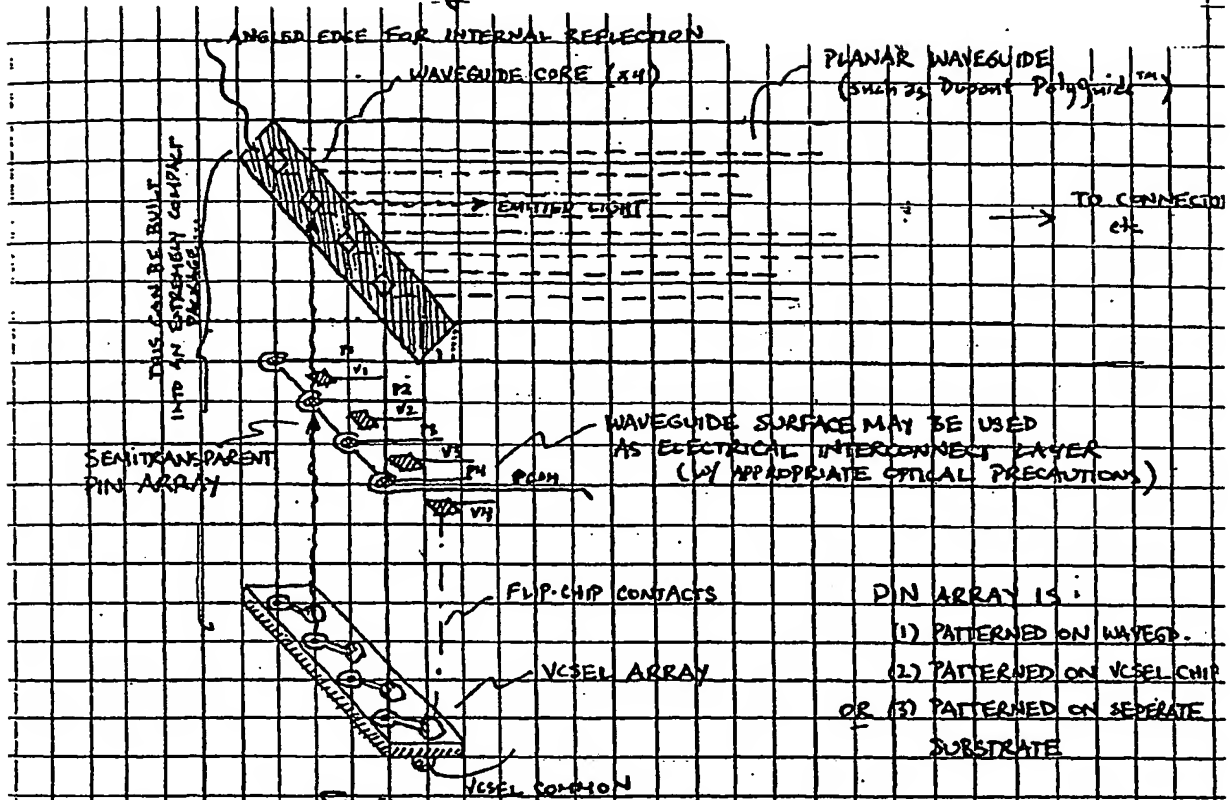 ANGLED EDGE FOR INTERNAL REFLECTION
WAVEGUIDE CORE (x4)
PLANAR WAVEGUIDE
(such as Dupont Polyguide™)
THIS CAN BE BUILT
INTO AN EXTREMELY COMPACT
PACKAGE
EMITTED LIGHT
TO CONNECTOR
etc
P1
V1
P2
V2
P3
V3
P4
PCOM
V4
SEMITRANSPARENT
PIN ARRAY
WAVEGUIDE SURFACE MAY BE USED
AS ELECTRICAL INTERCONNECT LAYER
(W/ APPROPRIATE OPTICAL PRECAUTIONS)
FLIP-CHIP CONTACTS
VCSEL ARRAY
VCSEL COMMON
PIN ARRAY IS:
(1) PATTERNED ON WAVEGD.
(2) PATTERNED ON VCSEL CHIP
OR (3) PATTERNED ON SEPERATE
SUBSTRATE